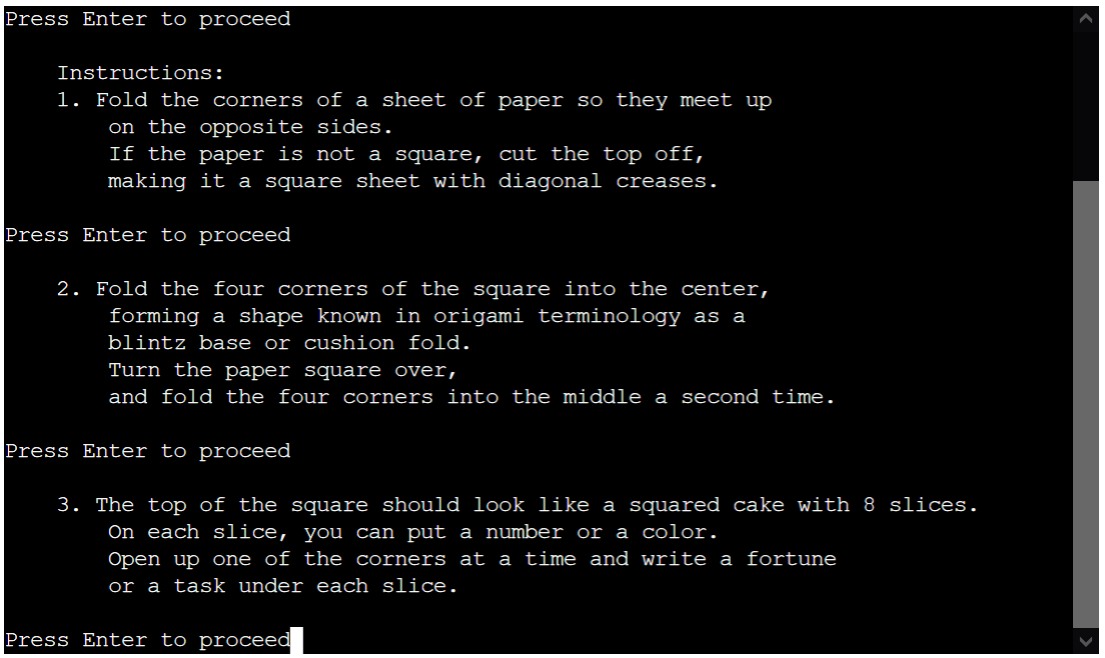 Press Enter to proceed
Instructions:
1. Fold the corners of a sheet of paper so they meet up
on the opposite sides.
If the paper is not a square, cut the top off,
making it a square sheet with diagonal creases.
Press Enter to proceed
2. Fold the four corners of the square into the center,
forming a shape known in origami terminology as a
blintz base or cushion fold.
Turn the paper square over,
and fold the four corners into the middle a second time.
Press Enter to proceed
3. The top of the square should look like a squared cake with 8 slices.
On each slice, you can put a number or a color.
Open up one of the corners at a time and write a fortune
or a task under each slice.
Press Enter to proceed